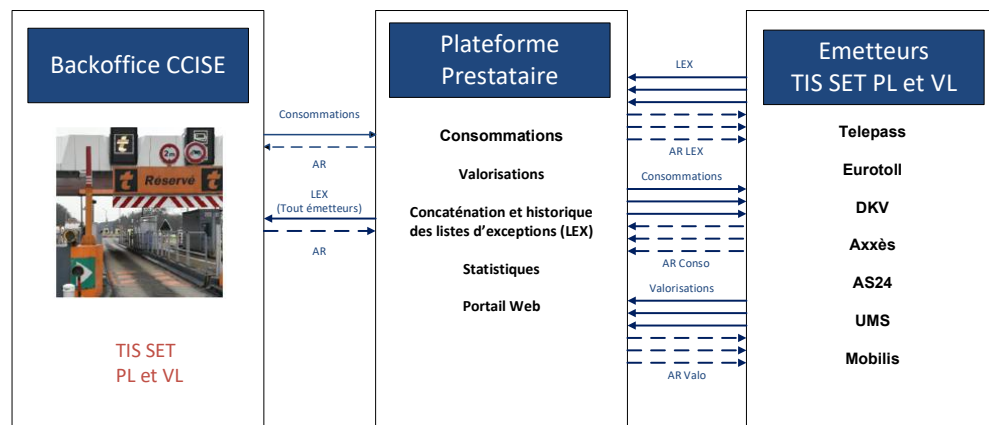 Backoffice CCISE
t
2m
t Réservé t
TIS SET
PL et VL
Consommations
AR
LEX
(Tout émetteurs)
AR
Plateforme
Prestataire
Consommations
Valorisations
Concaténation et historique
des listes d’exceptions (LEX)
Statistiques
Portail Web
LEX
AR LEX
Consommations
AR Conso
Valorisations
AR Valo
Emetteurs
TIS SET PL et VL
Telepass
Eurotoll
DKV
Axxès
AS24
UMS
Mobilis